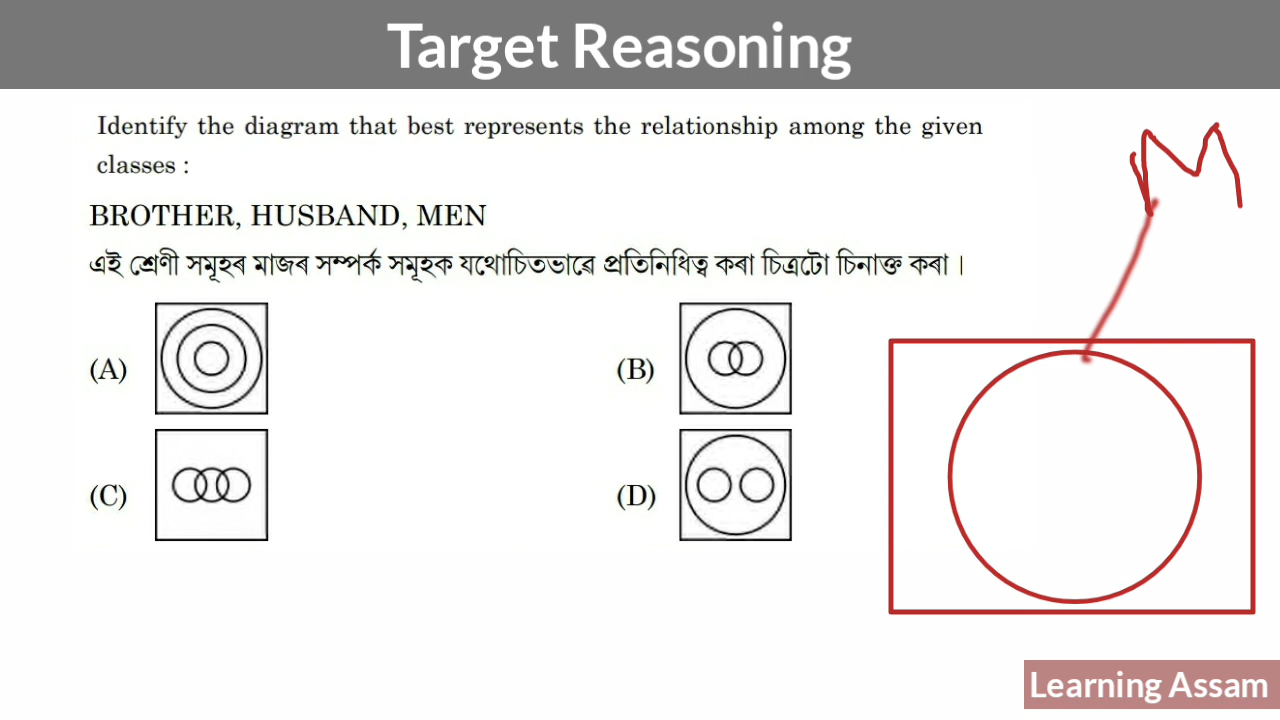 Target Reasoning
Identify the diagram that best represents the relationship among the given
classes :
BROTHER, HUSBAND, MEN
এই শ্ৰেণী সমূহৰ মাজৰ সম্পৰ্ক সমূহক যথোচিতভাৱে প্ৰতিনিধিত্ব কৰা চিত্ৰটো চিনাক্ত কৰা ।
(A)
(B)
(C)
(D)
M
Learning Assam